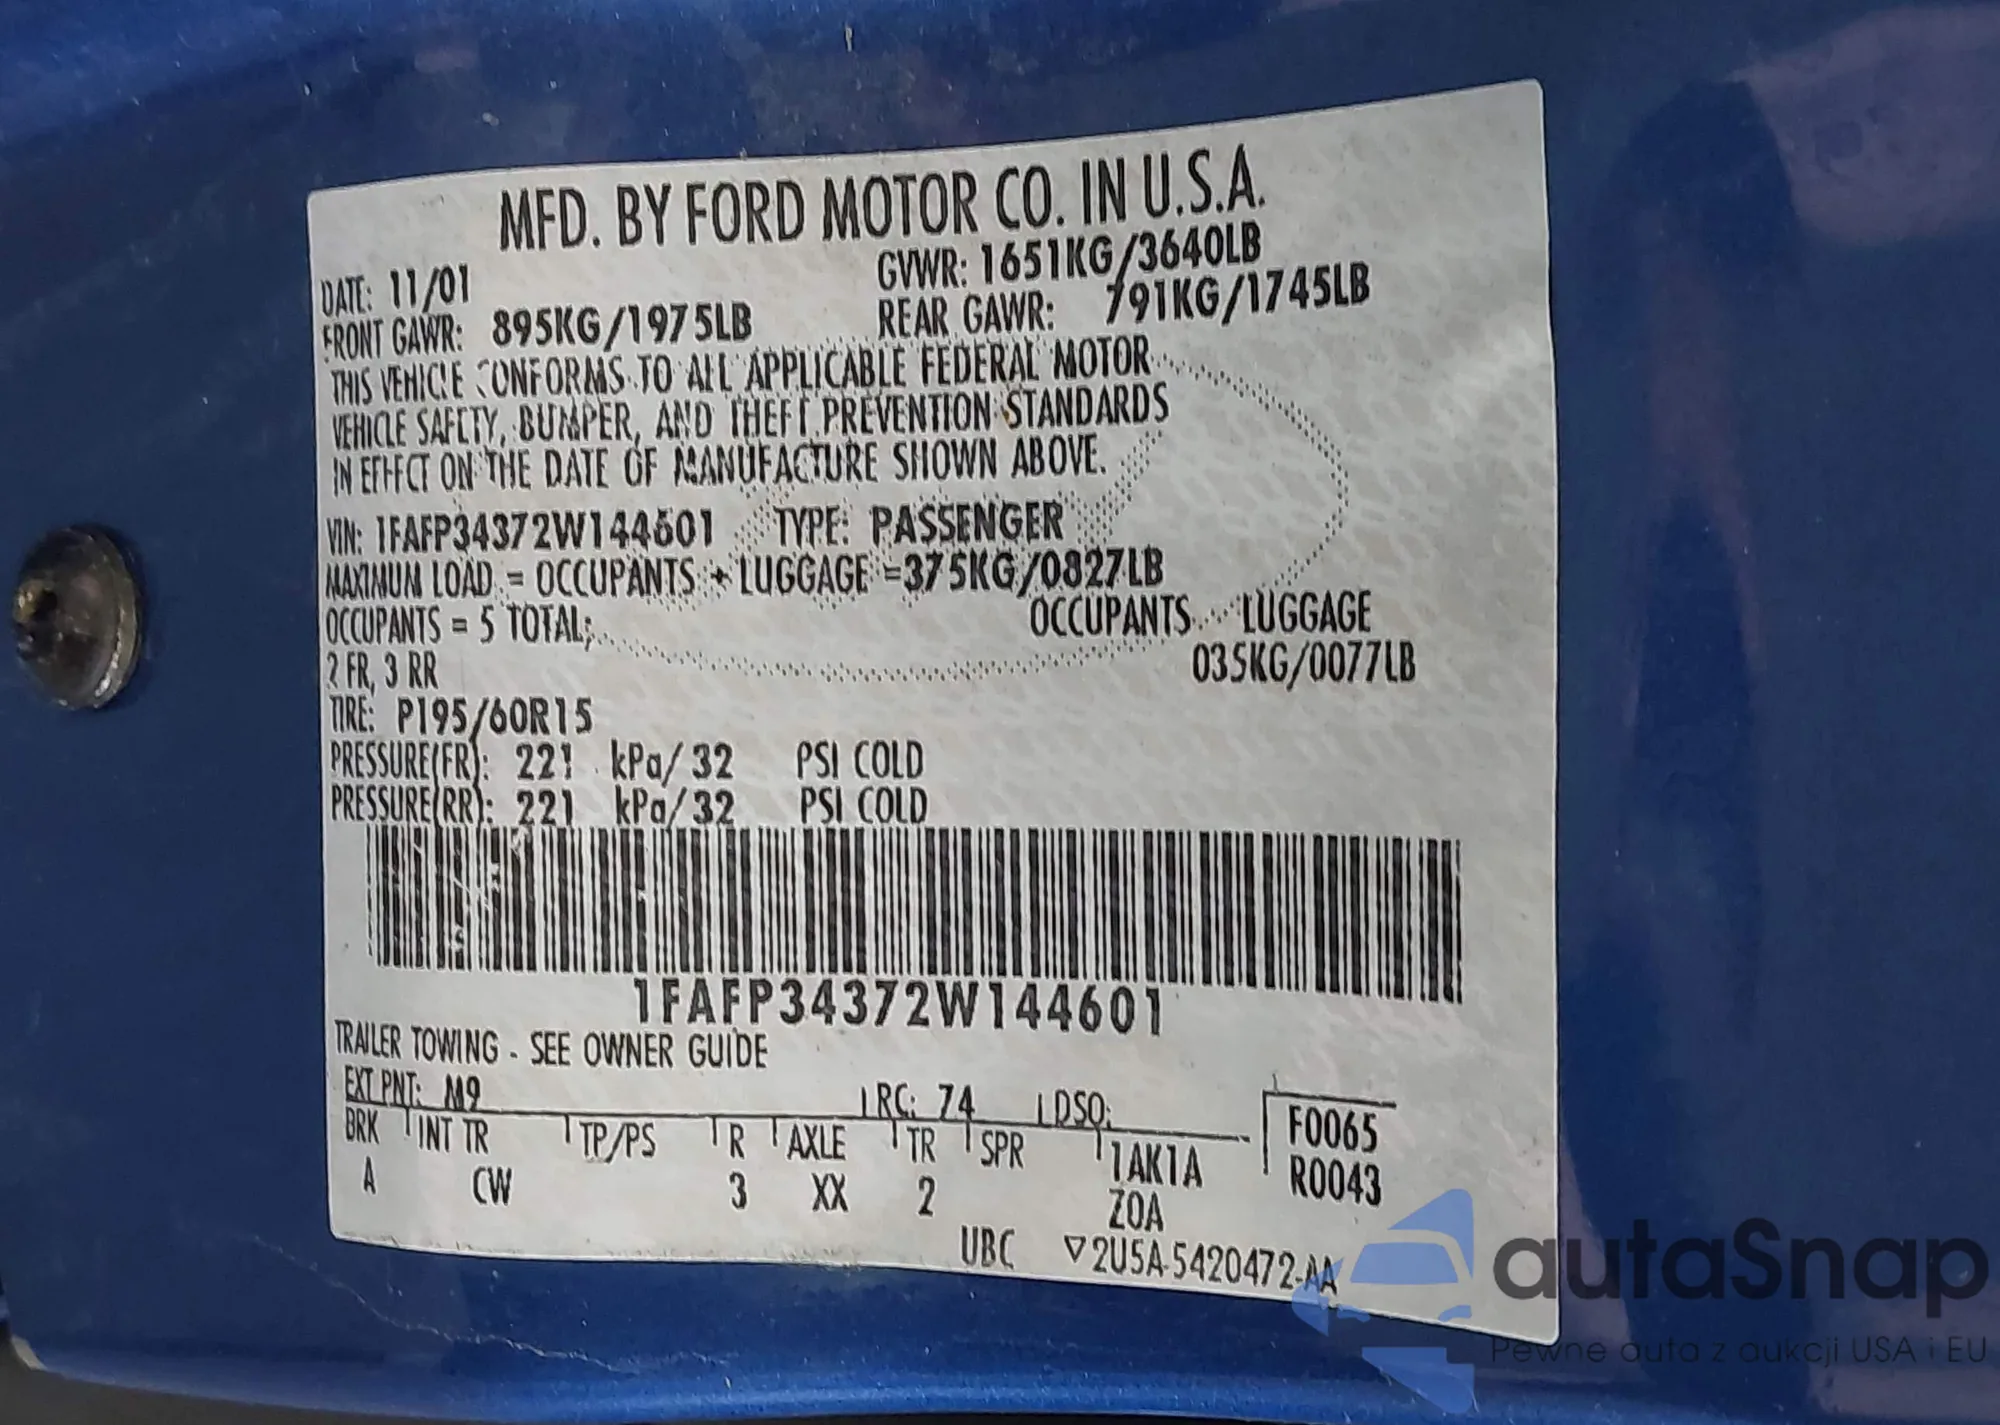 MFD. BY FORD MOTOR CO. IN U.S.A.
DATE: 11/01 GVWR: 1651KG/3640LB
FRONT GAWR: 895KG/1975LB REAR GAWR: 791KG/1745LB
THIS VEHICLE CONFORMS TO ALL APPLICABLE FEDERAL MOTOR
VEHICLE SAFETY, BUMPER, AND THEFT PREVENTION STANDARDS
IN EFFECT ON THE DATE OF MANUFACTURE SHOWN ABOVE.
VIN: 1FAFP34372W144601 TYPE: PASSENGER
MAXIMUM LOAD = OCCUPANTS + LUGGAGE =375KG/0827LB
OCCUPANTS = 5 TOTAL; OCCUPANTS LUGGAGE
2 FR, 3 RR 035KG/0077LB
TIRE: P195/60R15
PRESSURE(FR): 221 kPa/32 PSI COLD
PRESSURE(RR): 221 kPa/32 PSI COLD
1FAFP34372W144601
TRAILER TOWING - SEE OWNER GUIDE
EXT PNT: M9 RC: 74 DSO: F0065
BRK INT TR TP/PS R AXLE TR SPR 1AK1A R0043
A CW 3 XX 2 Z0A
UBC ▽2U5A-5420472-AA
autaSnap
Pewne auta z aukcji USA i EU